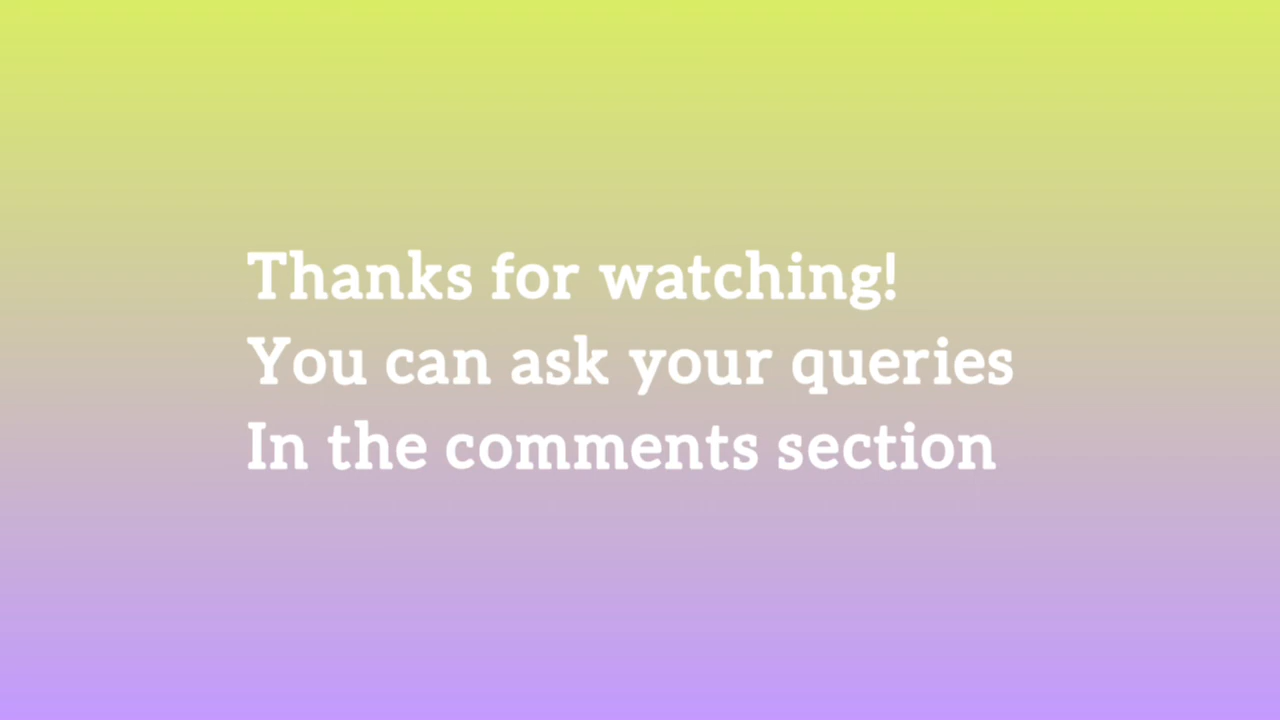 Thanks for watching!
You can ask your queries
In the comments section